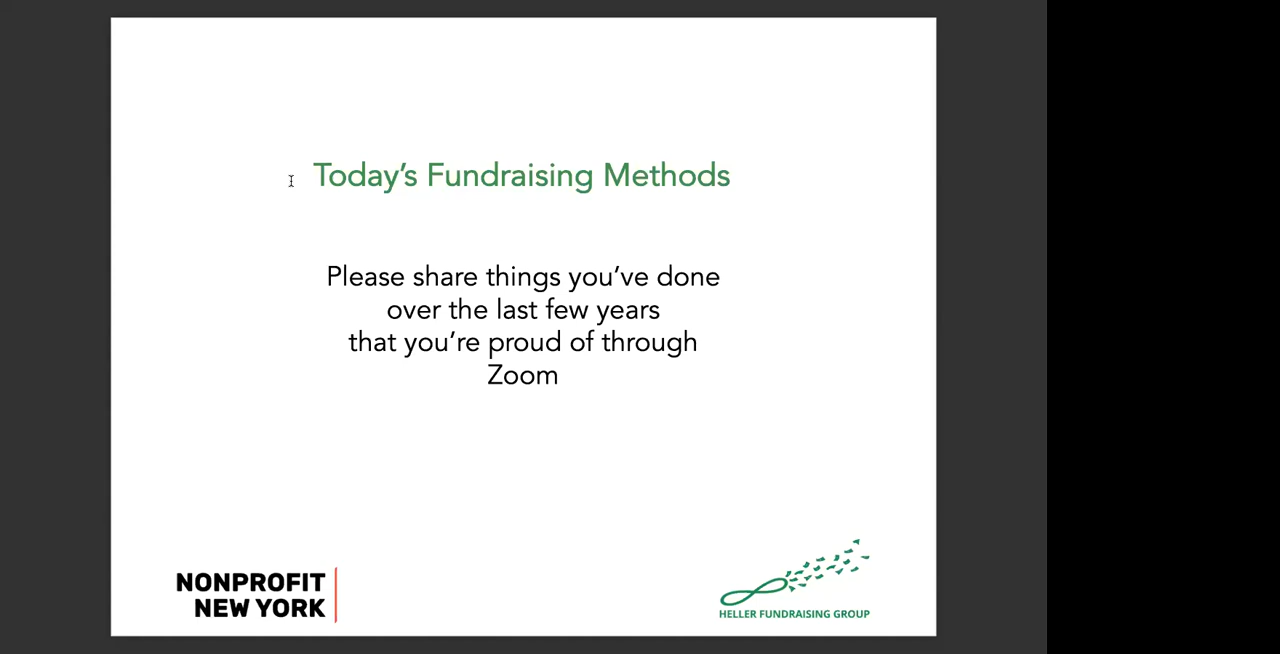 Today's Fundraising Methods
Please share things you've done
over the last few years
that you're proud of through
Zoom
NONPROFIT
NEW YORK
HELLER FUNDRAISING GROUP